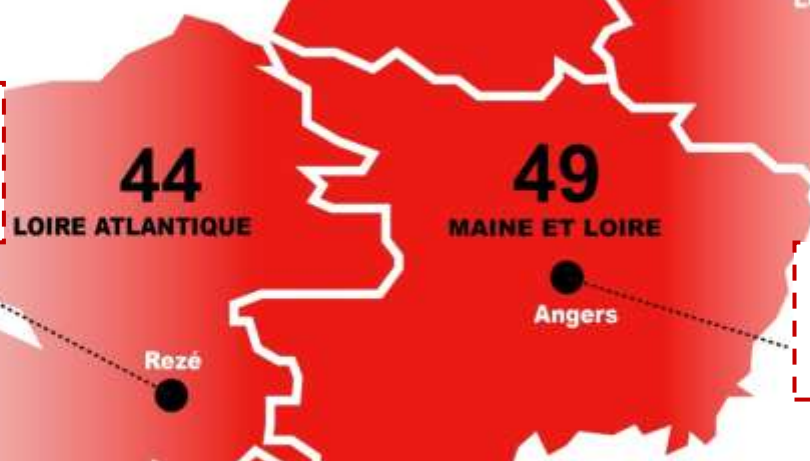 44
LOIRE ATLANTIQUE
49
MAINE ET LOIRE
Angers
Rezé